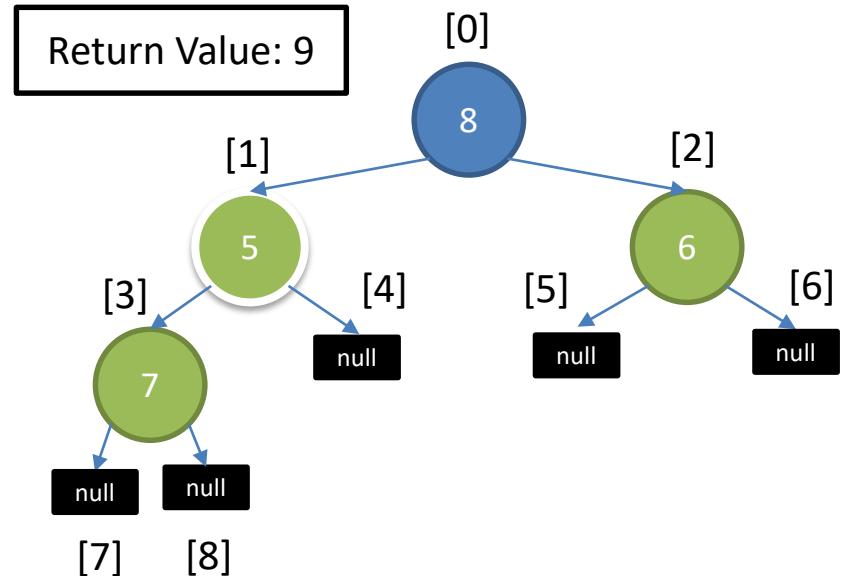 Return Value: 9
[0]
8
[1]
[2]
5
6
[3]
[4]
[5]
[6]
null
null
null
7
null
null
[7]
[8]